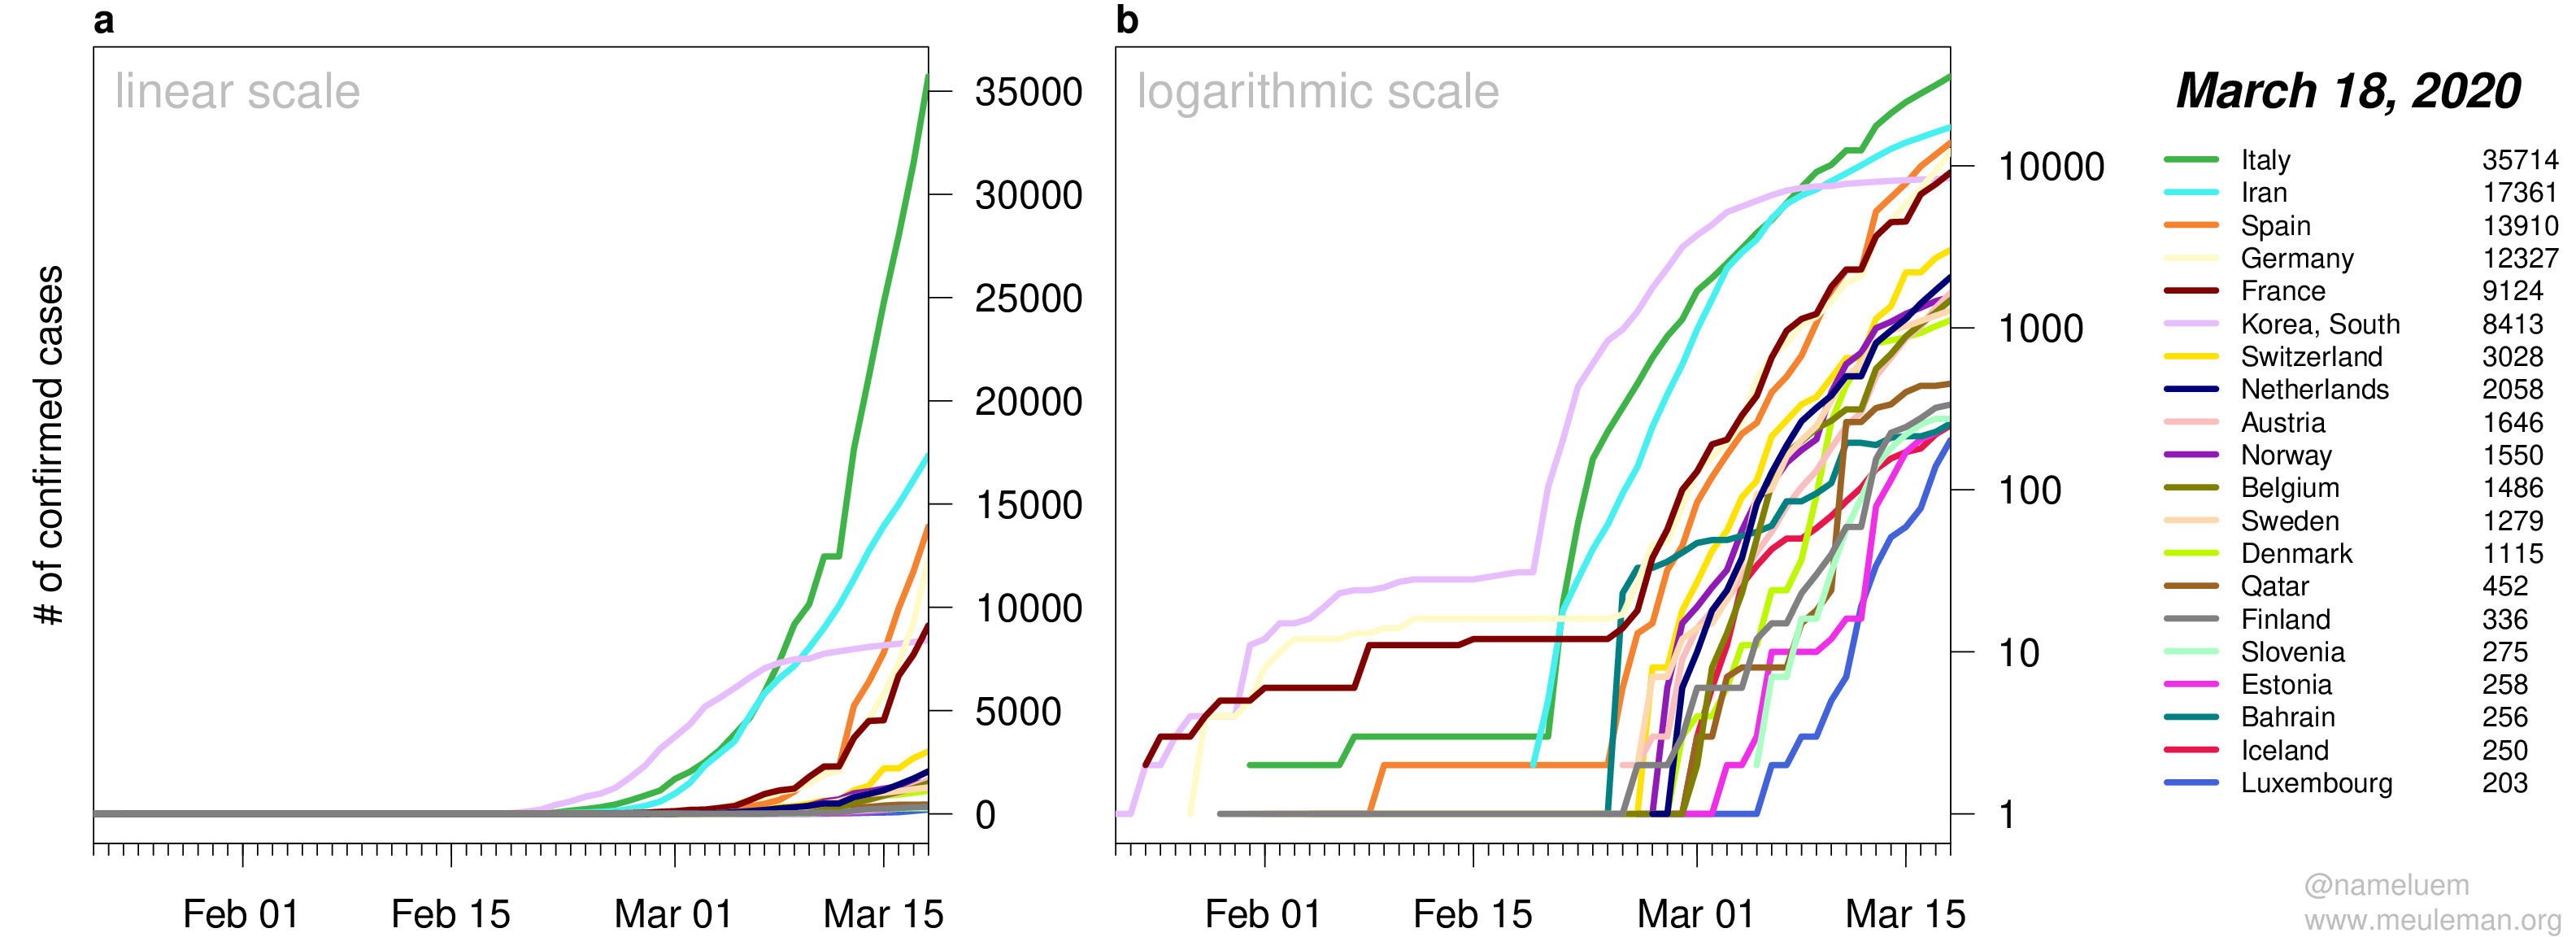 a
linear scale
# of confirmed cases
35000
30000
25000
20000
15000
10000
5000
0
Feb 01 Feb 15 Mar 01 Mar 15
b
logarithmic scale
10000
1000
100
10
1
Feb 01 Feb 15 Mar 01 Mar 15
March 18, 2020
Italy 35714
Iran 17361
Spain 13910
Germany 12327
France 9124
Korea, South 8413
Switzerland 3028
Netherlands 2058
Austria 1646
Norway 1550
Belgium 1486
Sweden 1279
Denmark 1115
Qatar 452
Finland 336
Slovenia 275
Estonia 258
Bahrain 256
Iceland 250
Luxembourg 203
@nameluem
www.meuleman.org